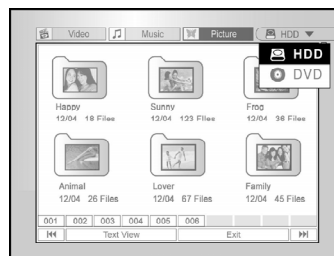 Video Music Picture HDD
HDD
DVD
Happy Sunny Frog
12/04 18 Files 12/04 123 Files 12/04 36 Files
Animal Lover Family
12/04 26 Files 12/04 67 Files 12/04 45 Files
001 002 003 004 005 006
Text View Exit